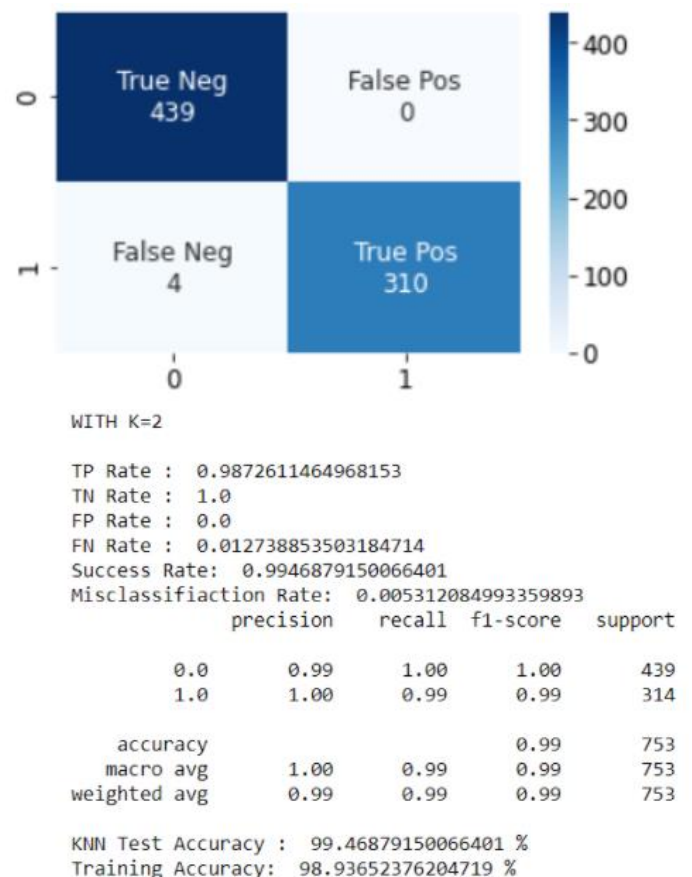 True Neg False Pos
439 0
0
False Neg True Pos
4 310
1
0 1
400
300
200
100
0
WITH K=2
TP Rate : 0.9872611464968153
TN Rate : 1.0
FP Rate : 0.0
FN Rate : 0.012738853503184714
Success Rate: 0.9946879150066401
Misclassifiaction Rate: 0.005312084993359893
precision recall f1-score support
0.0 0.99 1.00 1.00 439
1.0 1.00 0.99 0.99 314
accuracy 0.99 753
macro avg 1.00 0.99 0.99 753
weighted avg 0.99 0.99 0.99 753
KNN Test Accuracy : 99.46879150066401 %
Training Accuracy: 98.93652376204719 %